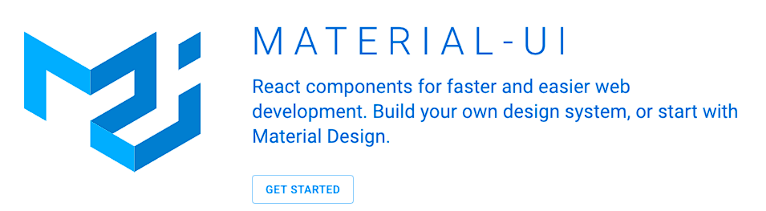 MATERIAL-UI
React components for faster and easier web
development. Build your own design system, or start with
Material Design.
GET STARTED